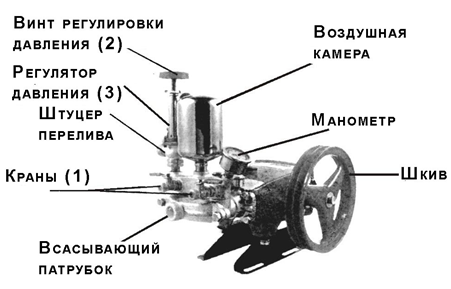 Винт регулировки
давления (2)
Регулятор
давления (3)
Штуцер
перелива
Краны (1)
Всасывающий
патрубок
Воздушная
камера
Манометр
Шкив